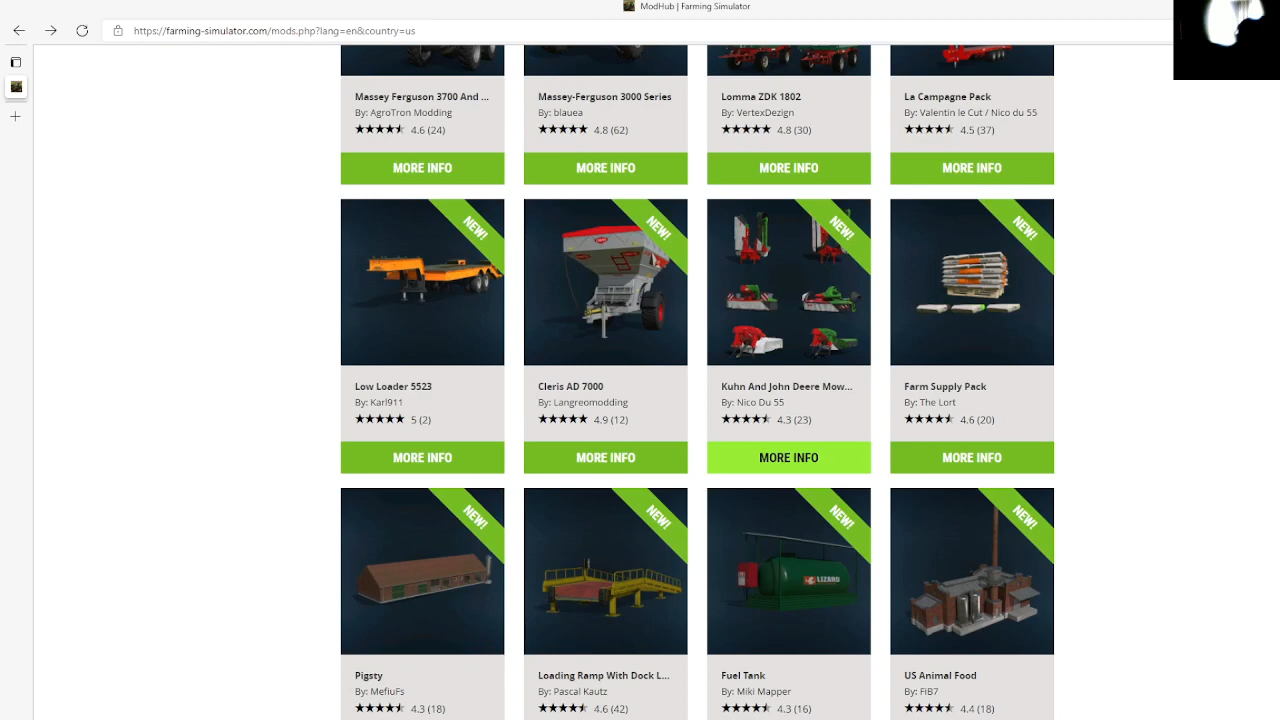 ModHub | Farming Simulator
https://farming-simulator.com/mods.php?lang=en&country=us
Massey Ferguson 3700 And ...
By: AgroTron Modding
4.6 (24)
MORE INFO
Massey-Ferguson 3000 Series
By: blauea
4.8 (62)
MORE INFO
Lomma ZDK 1802
By: VertexDezign
4.8 (30)
MORE INFO
La Campagne Pack
By: Valentin le Cut / Nico du 55
4.5 (37)
MORE INFO
NEW!
Low Loader 5523
By: Karl911
5 (2)
MORE INFO
NEW!
Cleris AD 7000
By: Langreomodding
4.9 (12)
MORE INFO
NEW!
Kuhn And John Deere Mow...
By: Nico Du 55
4.3 (23)
MORE INFO
NEW!
Farm Supply Pack
By: The Lort
4.6 (20)
MORE INFO
NEW!
Pigsty
By: MefiuFs
4.3 (18)
NEW!
Loading Ramp With Dock L...
By: Pascal Kautz
4.6 (42)
NEW!
LIZARD
Fuel Tank
By: Miki Mapper
4.3 (16)
NEW!
US Animal Food
By: FiB7
4.4 (18)